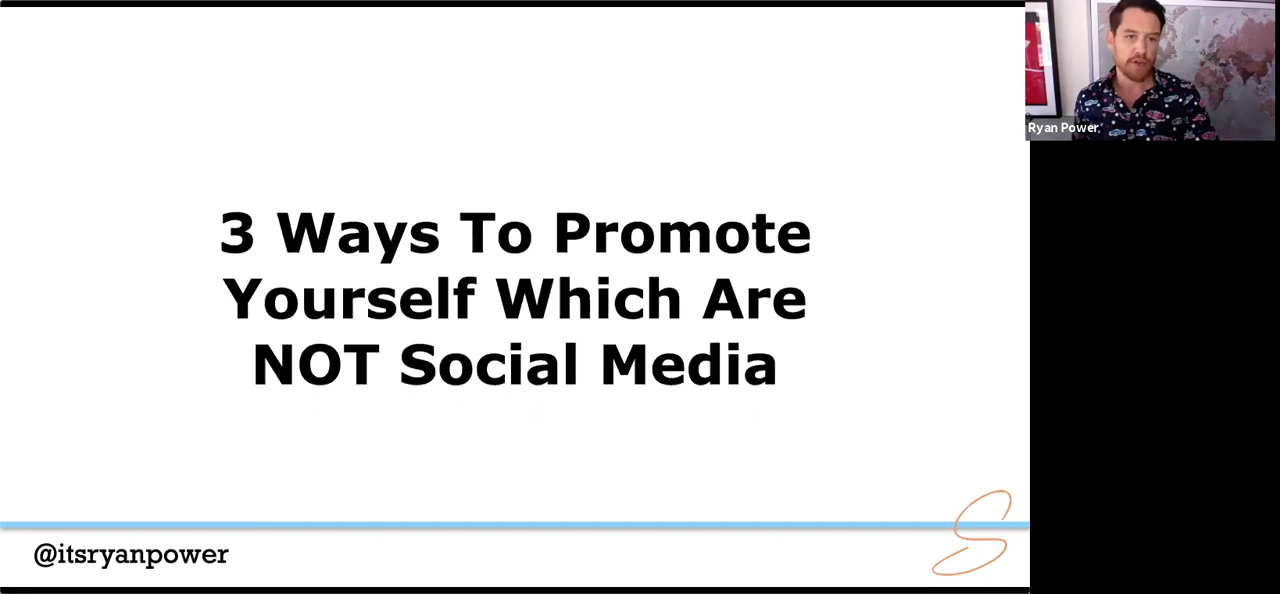 Ryan Power
3 Ways To Promote
Yourself Which Are
NOT Social Media
@itsryanpower